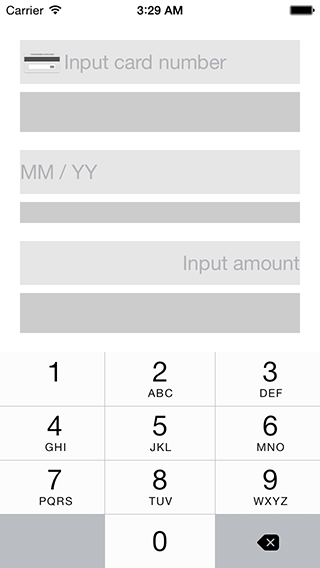 Carrier 3:29 AM
Input card number
MM / YY
Input amount
1 2 3
ABC DEF
4 5 6
GHI JKL MNO
7 8 9
PQRS TUV WXYZ
0